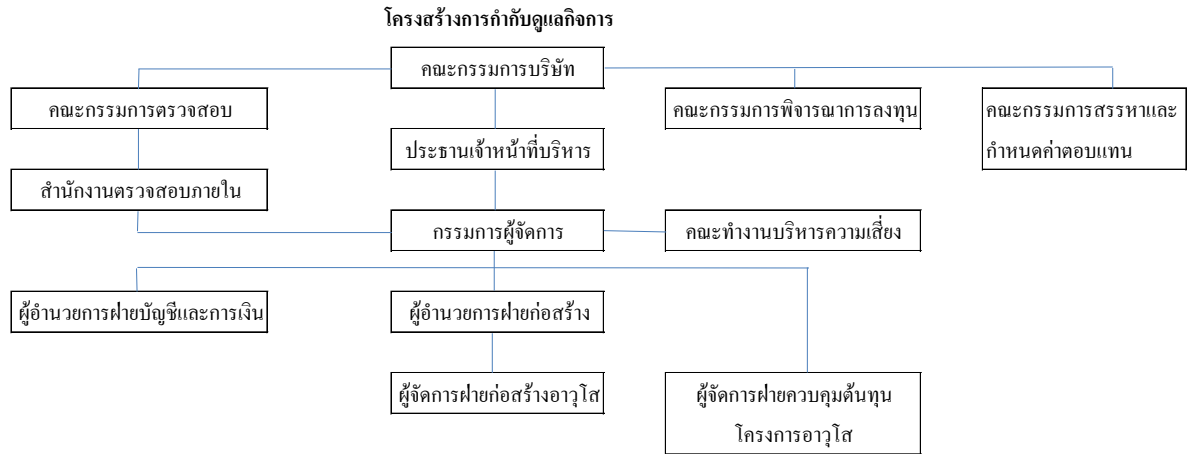 โครงสร้างการกำกับดูแลกิจการ
คณะกรรมการบริษัท
คณะกรรมการตรวจสอบ
คณะกรรมการพิจารณาการลงทุน
คณะกรรมการสรรหาและ
กำหนดค่าตอบแทน
ประธานเจ้าหน้าที่บริหาร
สำนักงานตรวจสอบภายใน
กรรมการผู้จัดการ
คณะทำงานบริหารความเสี่ยง
ผู้อำนวยการฝ่ายบัญชีและการเงิน
ผู้อำนวยการฝ่ายก่อสร้าง
ผู้จัดการฝ่ายก่อสร้างอาวุโส
ผู้จัดการฝ่ายควบคุมต้นทุน
โครงการอาวุโส